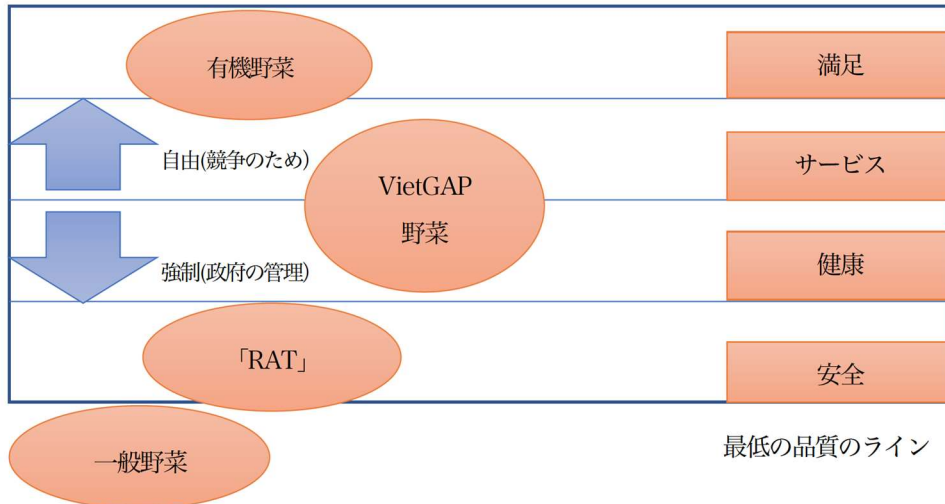 有機野菜
満足
自由(競争のため)
VietGAP
野菜
サービス
強制(政府の管理)
健康
「RAT」
安全
一般野菜
最低の品質のライン